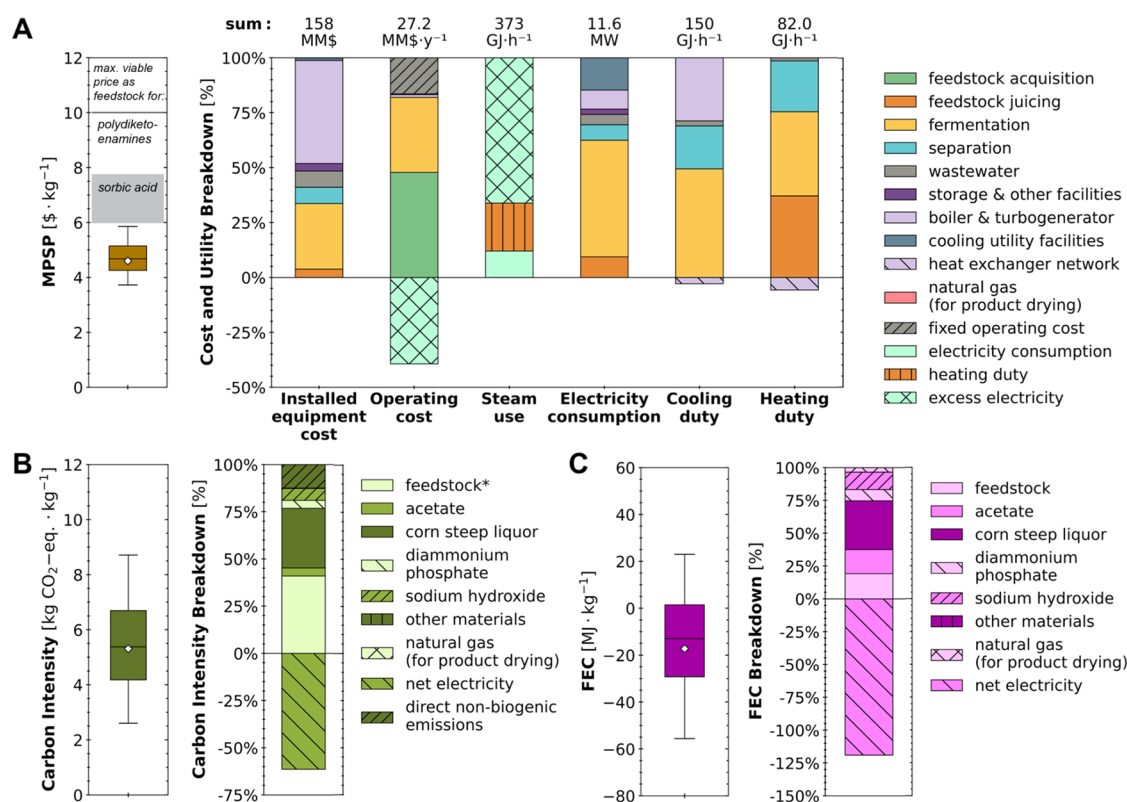 A
sum :
158
MM$
27.2
MM$·y⁻¹
373
GJ·h⁻¹
11.6
MW
150
GJ·h⁻¹
82.0
GJ·h⁻¹
MPSP [$ · kg⁻¹]
12
10
8
6
4
2
0
max. viable
price as
feedstock for:.
polydiketo-
enamines
sorbic acid
Cost and Utility Breakdown [%]
100%
75%
50%
25%
0%
-25%
-50%
Installed
equipment
cost
Operating
cost
Steam
use
Electricity
consumption
Cooling
duty
Heating
duty
feedstock acquisition
feedstock juicing
fermentation
separation
wastewater
storage & other facilities
boiler & turbogenerator
cooling utility facilities
heat exchanger network
natural gas
(for product drying)
fixed operating cost
electricity consumption
heating duty
excess electricity
B
Carbon Intensity [kg CO₂−eq. · kg⁻¹]
12
10
8
6
4
2
0
Carbon Intensity Breakdown [%]
100%
75%
50%
25%
0%
-25%
-50%
-75%
feedstock*
acetate
corn steep liquor
diammonium
phosphate
sodium hydroxide
other materials
natural gas
(for product drying)
net electricity
direct non-biogenic
emissions
C
FEC [MJ · kg⁻¹]
60
40
20
0
−20
−40
−60
−80
FEC Breakdown [%]
100%
75%
50%
25%
0%
-25%
-50%
-75%
-100%
-125%
-150%
feedstock
acetate
corn steep liquor
diammonium
phosphate
sodium hydroxide
other materials
natural gas
(for product drying)
net electricity